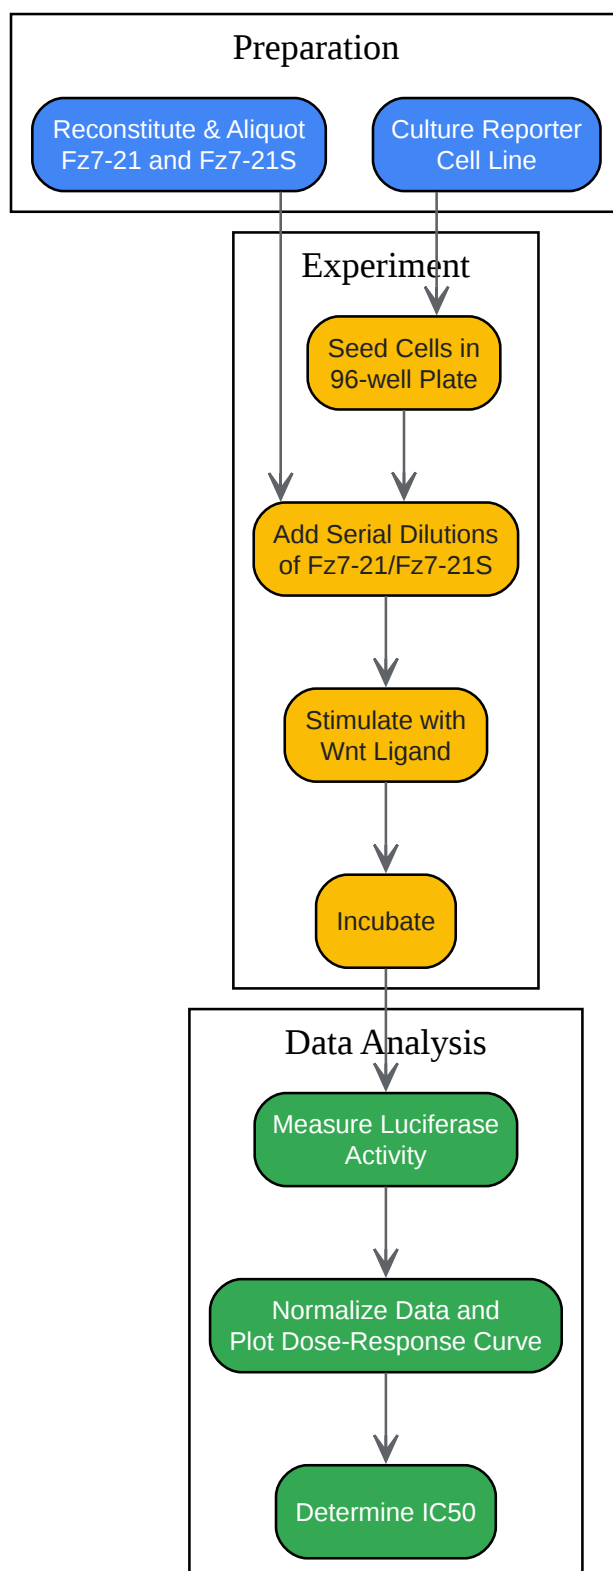 Preparation
Reconstitute & Aliquot
Fz7-21 and Fz7-21S
Culture Reporter
Cell Line
Experiment
Seed Cells in
96-well Plate
Add Serial Dilutions
of Fz7-21/Fz7-21S
Stimulate with
Wnt Ligand
Incubate
Data Analysis
Measure Luciferase
Activity
Normalize Data and
Plot Dose-Response Curve
Determine IC50